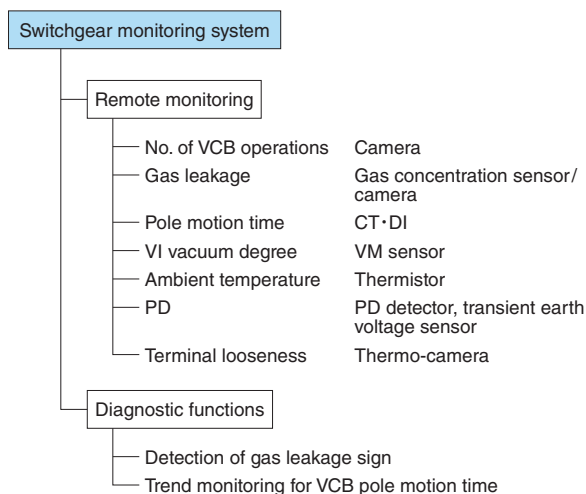 Switchgear monitoring system
Remote monitoring
No. of VCB operations Camera
Gas leakage Gas concentration sensor/
camera
Pole motion time CT・DI
VI vacuum degree VM sensor
Ambient temperature Thermistor
PD PD detector, transient earth
voltage sensor
Terminal looseness Thermo-camera
Diagnostic functions
Detection of gas leakage sign
Trend monitoring for VCB pole motion time